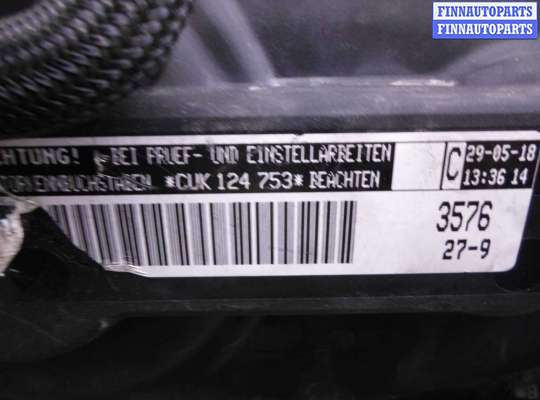 FINNAUTOPARTS
FINNAUTOPARTS
CHTUNG! BEI PRUEF- UND EINSTELLARBEITEN
*CUK 124 753* BEACHTEN
C
29-05-18
13:36 14
3576
27-9